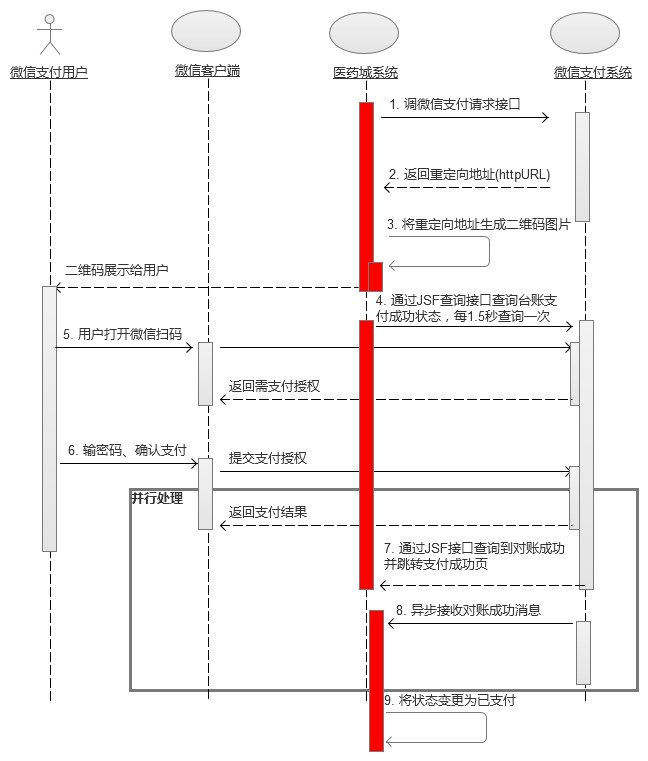 微信支付用户
微信客户端
医药城系统
微信支付系统
1. 调微信支付请求接口
2. 返回重定向地址(httpURL)
3. 将重定向地址生成二维码图片
二维码展示给用户
4. 通过JSF查询接口查询台账支
付成功状态，每1.5秒查询一次
5. 用户打开微信扫码
返回需支付授权
6. 输密码、确认支付
提交支付授权
并行处理
返回支付结果
7. 通过JSF接口查询到对账成功
并跳转支付成功页
8. 异步接收对账成功消息
9. 将状态变更为已支付